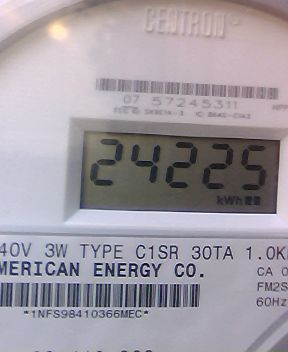 CENTRON®
07 57245311
24225
kWh
40V 3W TYPE C1SR 30TA 1.0K
MERICAN ENERGY CO.
CA 0
FM2S
60Hz
*1NFS98410366MEC*